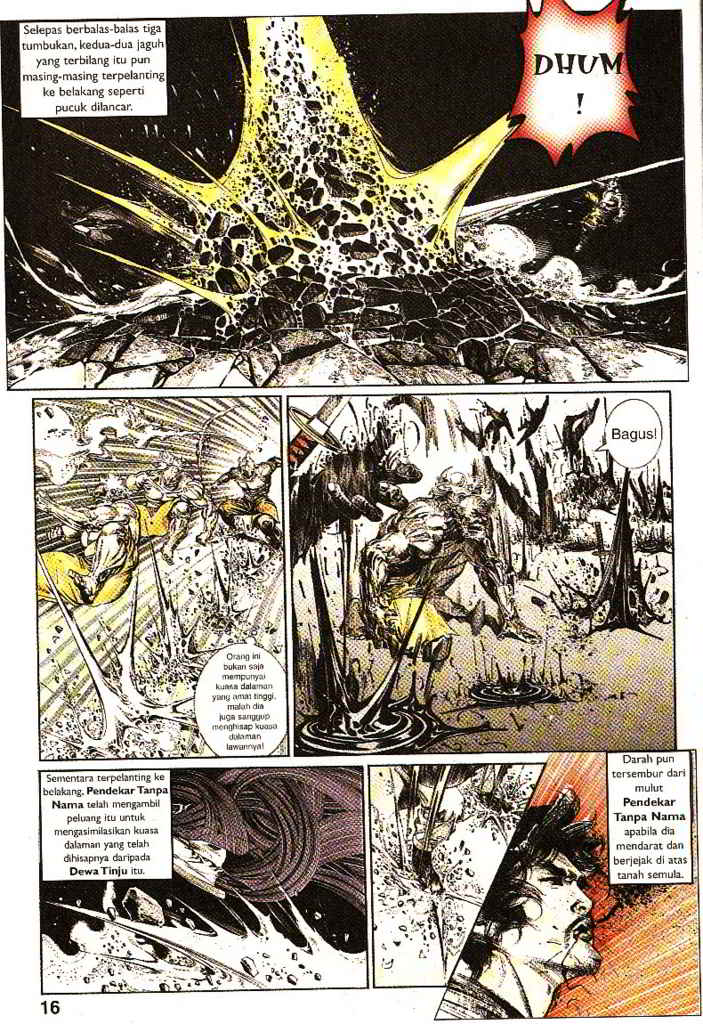 Selepas berbalas-balas tiga
tumbukan, kedua-dua jaguh
yang terbilang itu pun
masing-masing terpelanting
ke belakang seperti
pucuk dilancar.
DHUM
!
Bagus!
Orang ini
bukan saja
mempunyai
kuasa dalaman
yang amat tinggi,
malah dia
juga sanggup
menghisap kuasa
dalaman
lawannya!
Sementara terpelanting ke
belakang, Pendekar Tanpa
Nama telah mengambil
peluang itu untuk
mengasimilasikan kuasa
dalaman yang telah
dihisapnya daripada
Dewa Tinju itu.
Darah pun
tersembur dari
mulut
Pendekar
Tanpa Nama
apabila dia
mendarat dan
berjejak di atas
tanah semula.
16